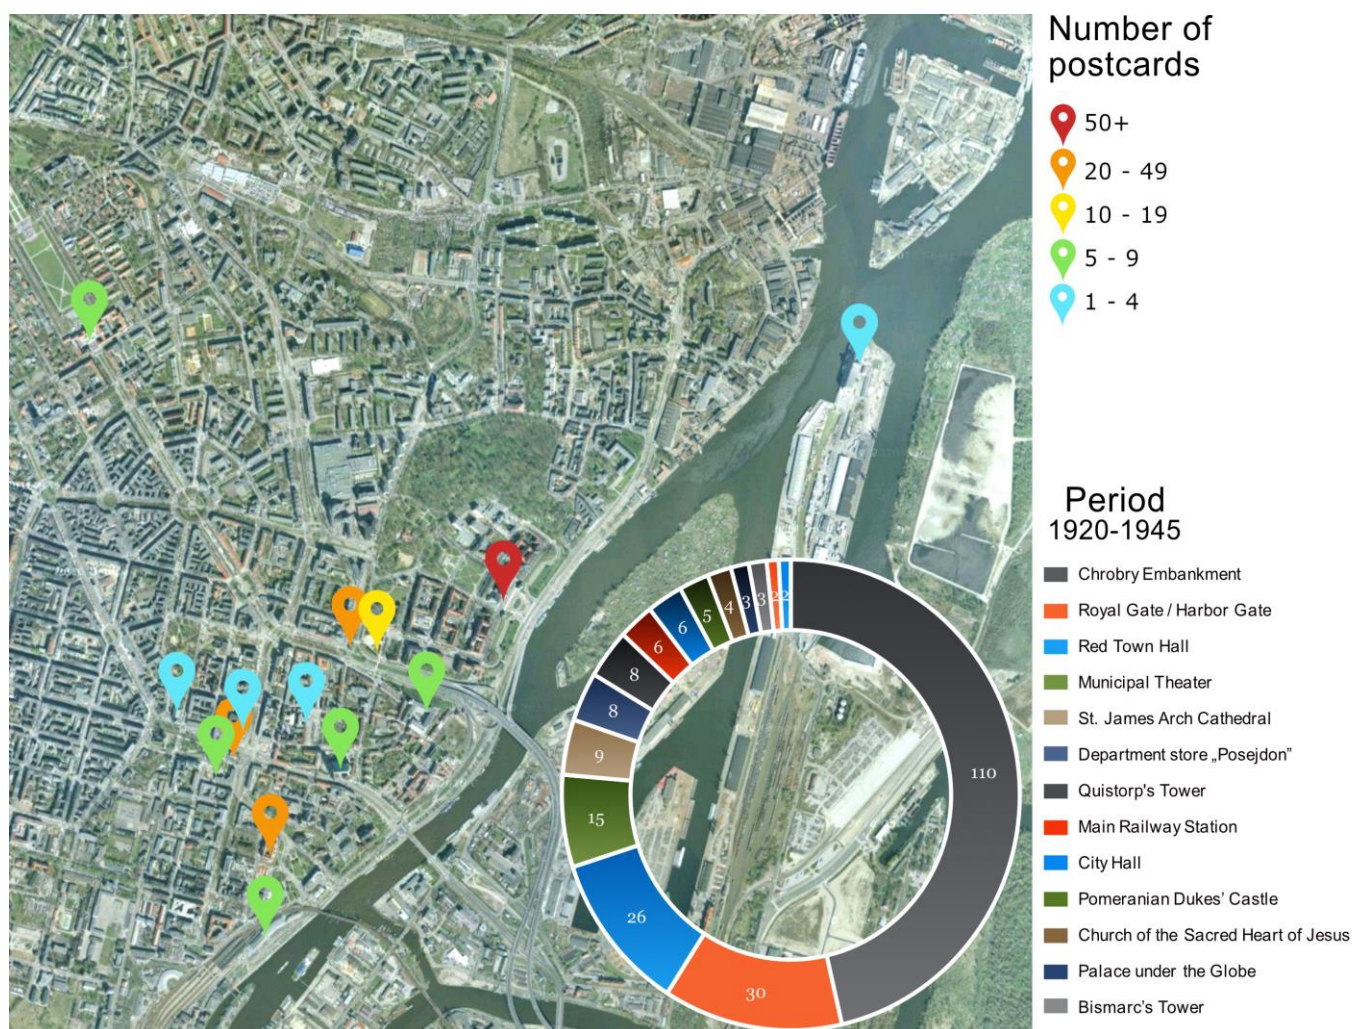 Number of
postcards
50+
20 - 49
10 - 19
5 - 9
1 - 4
Period
1920-1945
Chrobry Embankment
Royal Gate / Harbor Gate
Red Town Hall
Municipal Theater
St. James Arch Cathedral
Department store „Posejdon”
Quistorp's Tower
Main Railway Station
City Hall
Pomeranian Dukes’ Castle
Church of the Sacred Heart of Jesus
Palace under the Globe
Bismarc’s Tower
110
30
26
15
9
8
8
6
6
5
4
3
3
2
2